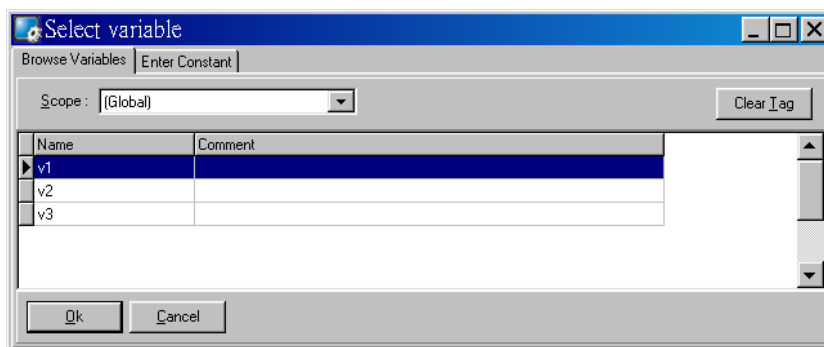 Select variable
Browse Variables Enter Constant
Scope : (Global) Clear Tag
Name Comment
v1
v2
v3
Ok Cancel